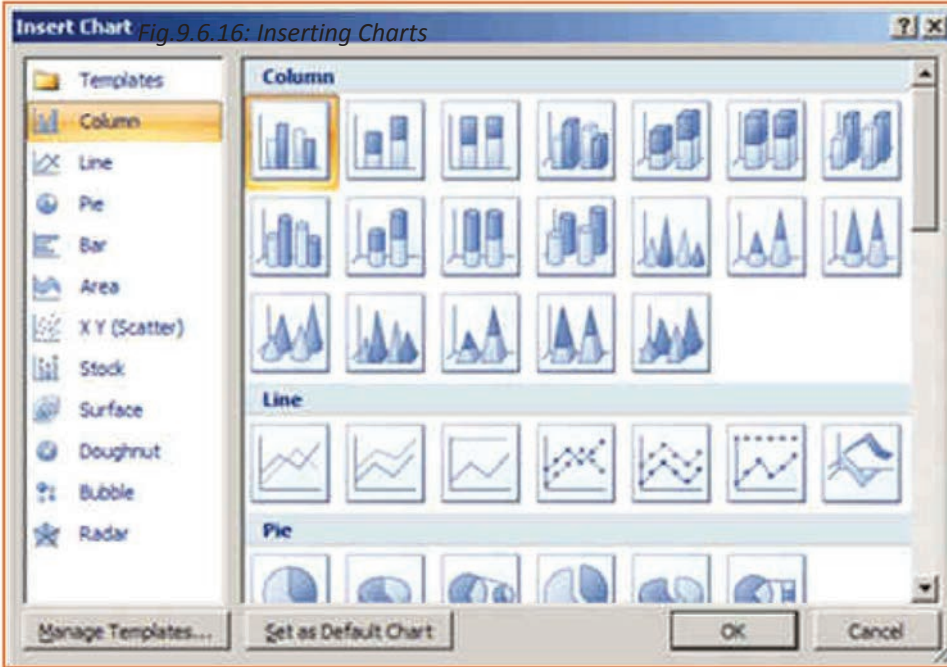 Insert Chart
Fig.9.6.16: Inserting Charts
Templates
Column
Line
Pie
Bar
Area
X Y (Scatter)
Stock
Surface
Doughnut
Bubble
Radar
Column
Line
Pie
Manage Templates...
Set as Default Chart
OK
Cancel